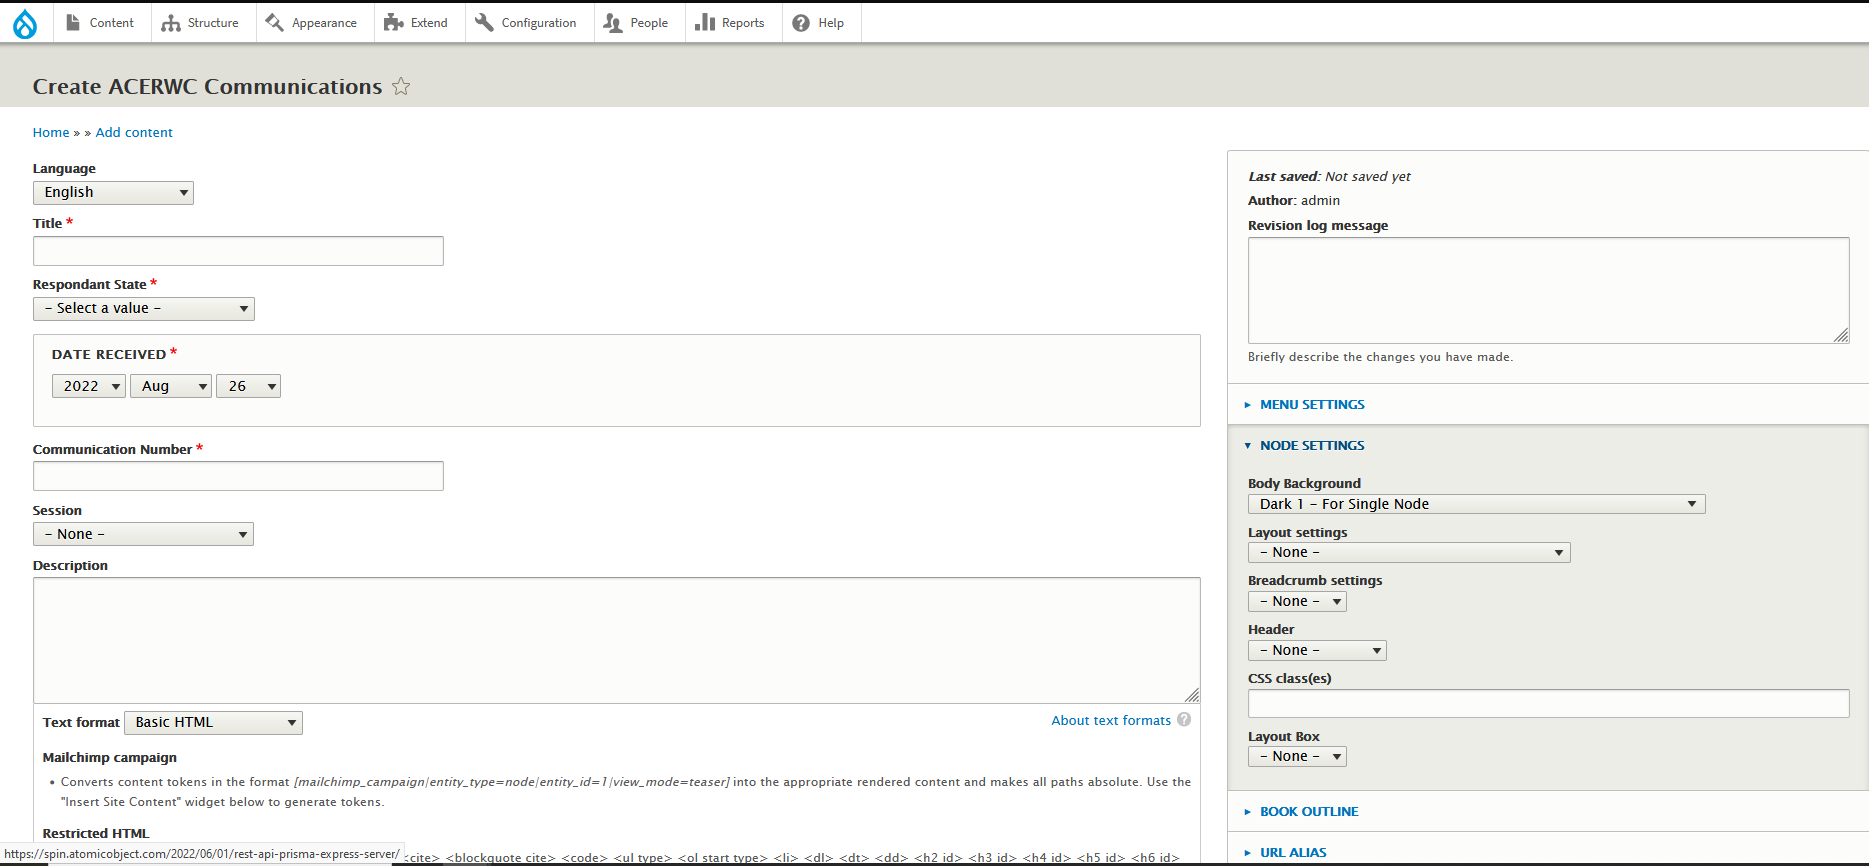 Content
Structure
Appearance
Extend
Configuration
People
Reports
Help
Create ACERWC Communications
Home » » Add content
Language
English
Title *
Respondant State *
- Select a value -
DATE RECEIVED *
2022 Aug 26
Communication Number *
Session
- None -
Description
Text format Basic HTML
About text formats ?
Mailchimp campaign
• Converts content tokens in the format [mailchimp_campaign|entity_type=node|entity_id=1|view_mode=teaser] into the appropriate rendered content and makes all paths absolute. Use the
"Insert Site Content" widget below to generate tokens.
Restricted HTML
https://spin.atomicobject.com/2022/06/01/rest-api-prisma-express-server/
<cite> <blockquote cite> <code> <ul type> <ol start type> <li> <dl> <dt> <dd> <h2 id> <h3 id> <h4 id> <h5 id> <h6 id>
Last saved: Not saved yet
Author: admin
Revision log message
Briefly describe the changes you have made.
MENU SETTINGS
NODE SETTINGS
Body Background
Dark 1 - For Single Node
Layout settings
- None -
Breadcrumb settings
- None -
Header
- None -
CSS class(es)
Layout Box
- None -
BOOK OUTLINE
URL ALIAS